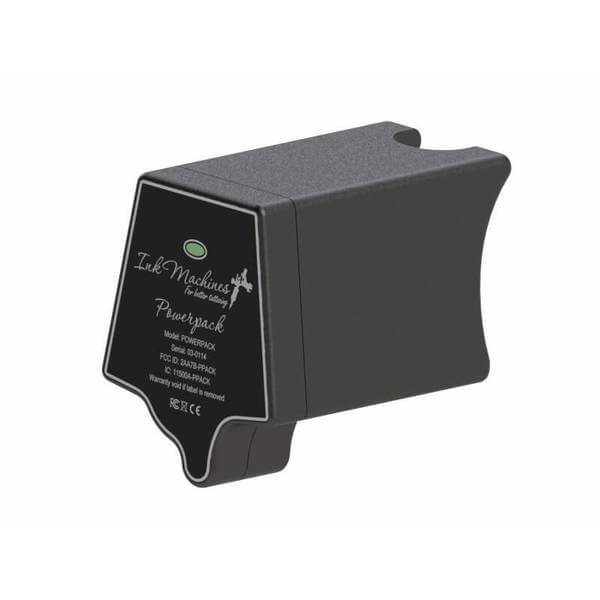 Ink Machines
For better tattooing
Powerpack
Model: POWERPACK
Serial: 03-0114
FCC ID: 2AA7B-PPACK
IC: 11506A-PPACK
Warranty void if label is removed
FC CE